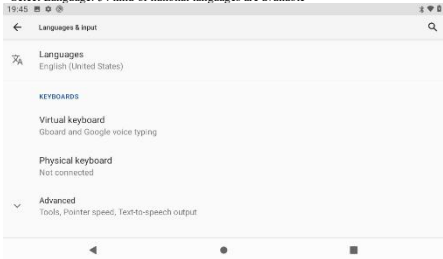 19:45
Languages & input
Languages
English (United States)
KEYBOARDS
Virtual keyboard
Gboard and Google voice typing
Physical keyboard
Not connected
Advanced
Tools, Pointer speed, Text-to-speech output